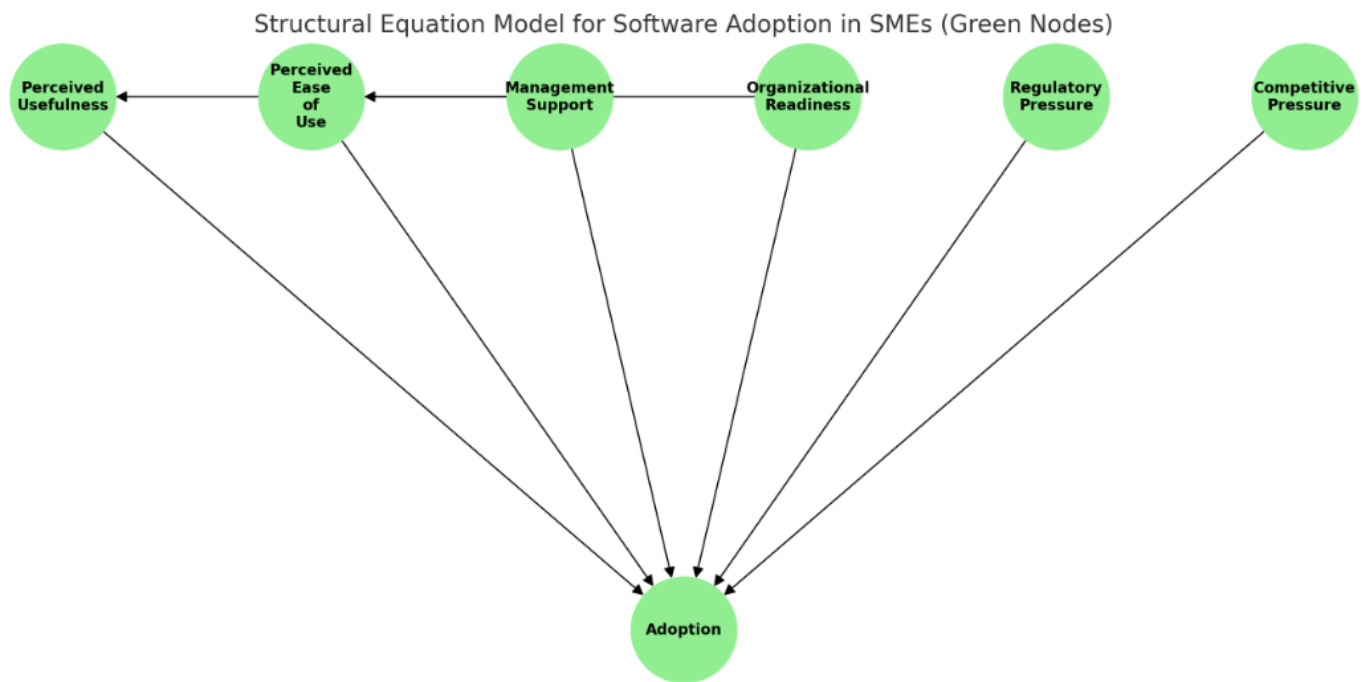 Structural Equation Model for Software Adoption in SMEs (Green Nodes)
Perceived
Usefulness
Perceived
Ease
of
Use
Management
Support
Organizational
Readiness
Regulatory
Pressure
Competitive
Pressure
Adoption